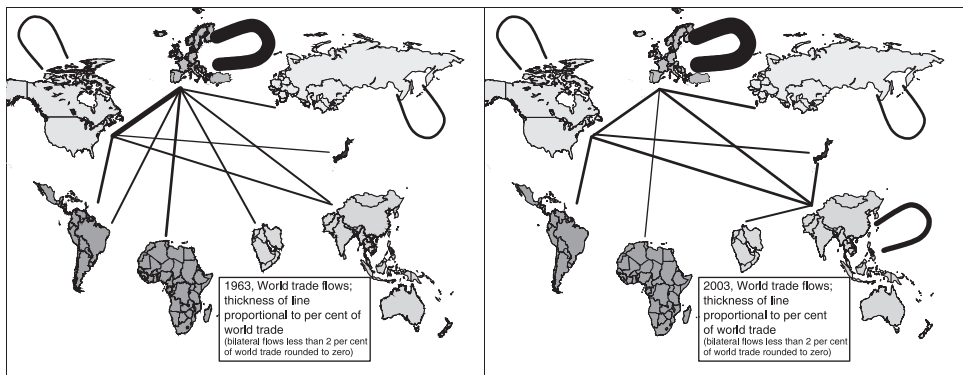 1963, World trade flows;
thickness of line
proportional to per cent of
world trade
(bilateral flows less than 2 per cent
of world trade rounded to zero)
2003, World trade flows;
thickness of line
proportional to per cent
of world trade
(bilateral flows less than 2 per cent
of world trade rounded to zero)